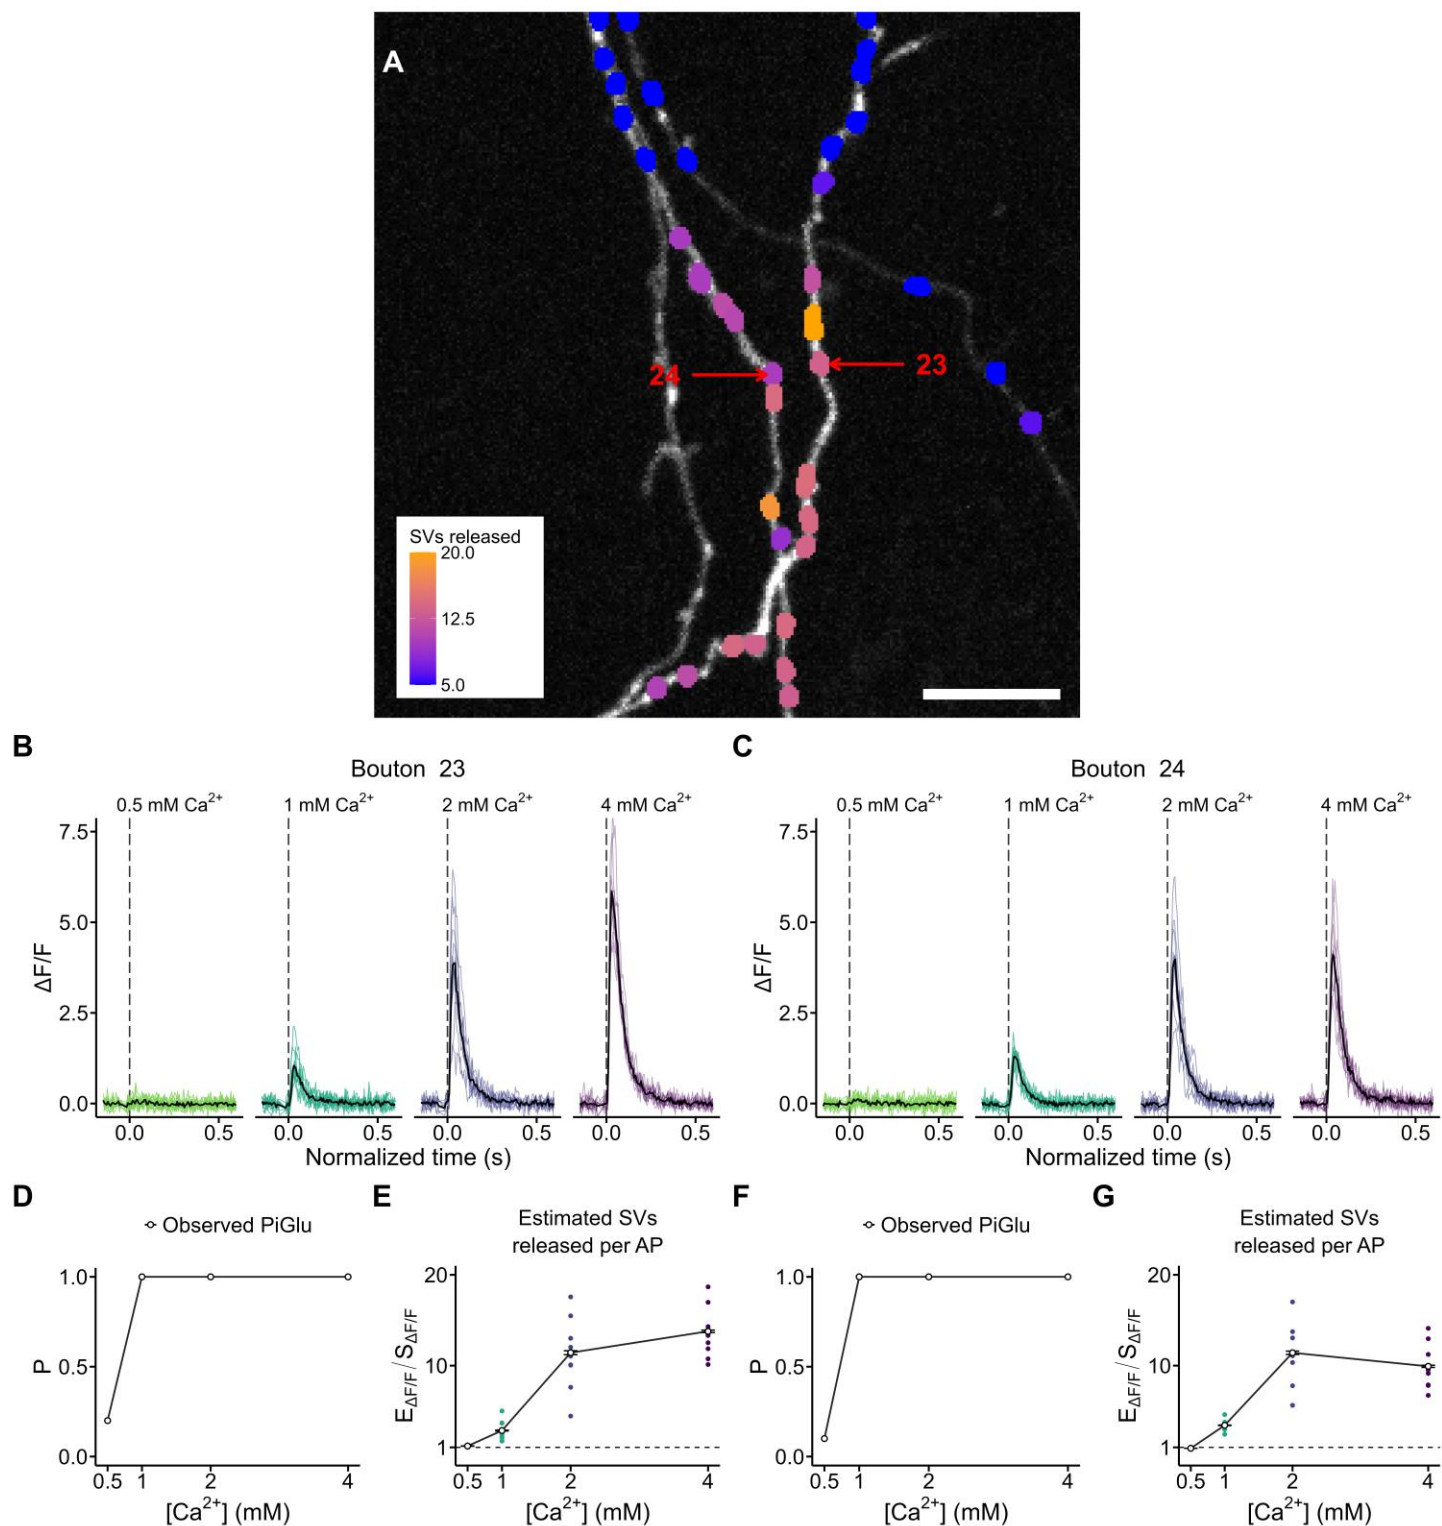 A
24
23
SVs released
20.0
12.5
5.0
B
C
Bouton 23
Bouton 24
0.5 mM Ca²⁺
1 mM Ca²⁺
2 mM Ca²⁺
4 mM Ca²⁺
0.5 mM Ca²⁺
1 mM Ca²⁺
2 mM Ca²⁺
4 mM Ca²⁺
ΔF/F
7.5
5.0
2.5
0.0
ΔF/F
7.5
5.0
2.5
0.0
0.0 0.5 0.0 0.5 0.0 0.5 0.0 0.5
Normalized time (s)
0.0 0.5 0.0 0.5 0.0 0.5 0.0 0.5
Normalized time (s)
D
Observed PiGlu
P
1.0
0.5
0.0
0.5 1 2 4
[Ca²⁺] (mM)
E
Estimated SVs
released per AP
E_ΔF/F / S_ΔF/F
20
10
1
0.5 1 2 4
[Ca²⁺] (mM)
F
Observed PiGlu
P
1.0
0.5
0.0
0.5 1 2 4
[Ca²⁺] (mM)
G
Estimated SVs
released per AP
E_ΔF/F / S_ΔF/F
20
10
1
0.5 1 2 4
[Ca²⁺] (mM)